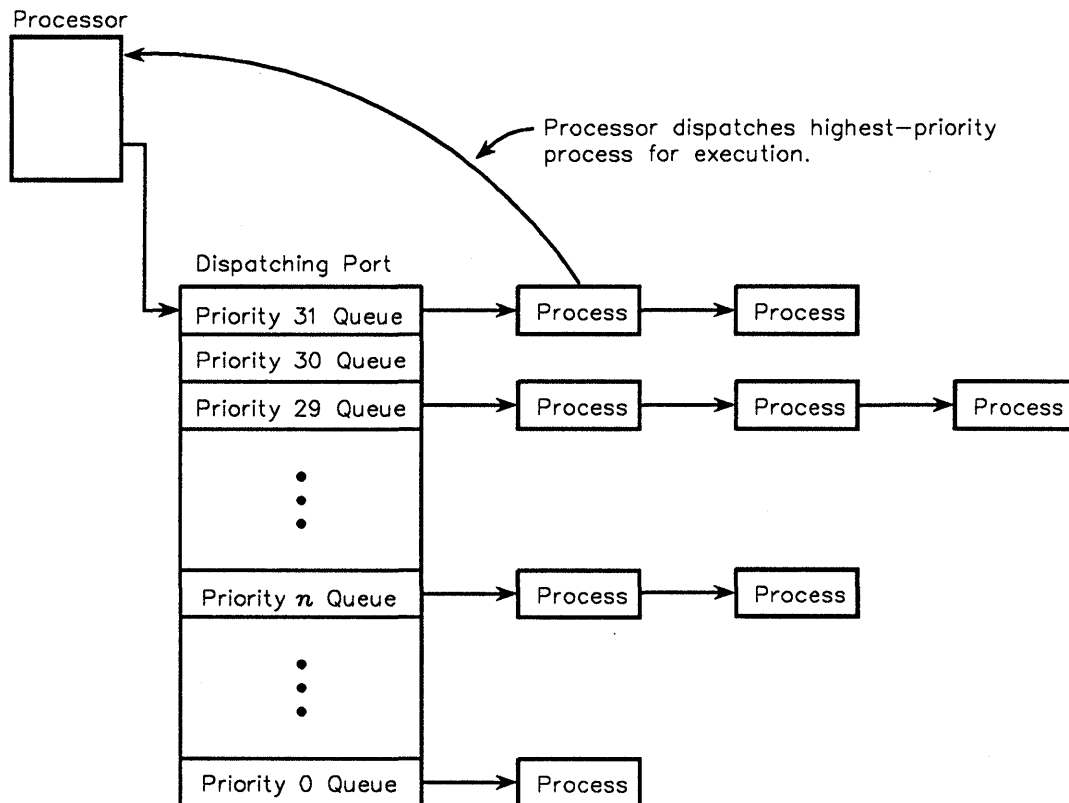 Processor
Processor dispatches highest-priority
process for execution.
Dispatching Port
Priority 31 Queue
Process
Process
Priority 30 Queue
Priority 29 Queue
Process
Process
Process
Priority n Queue
Process
Process
Priority 0 Queue
Process